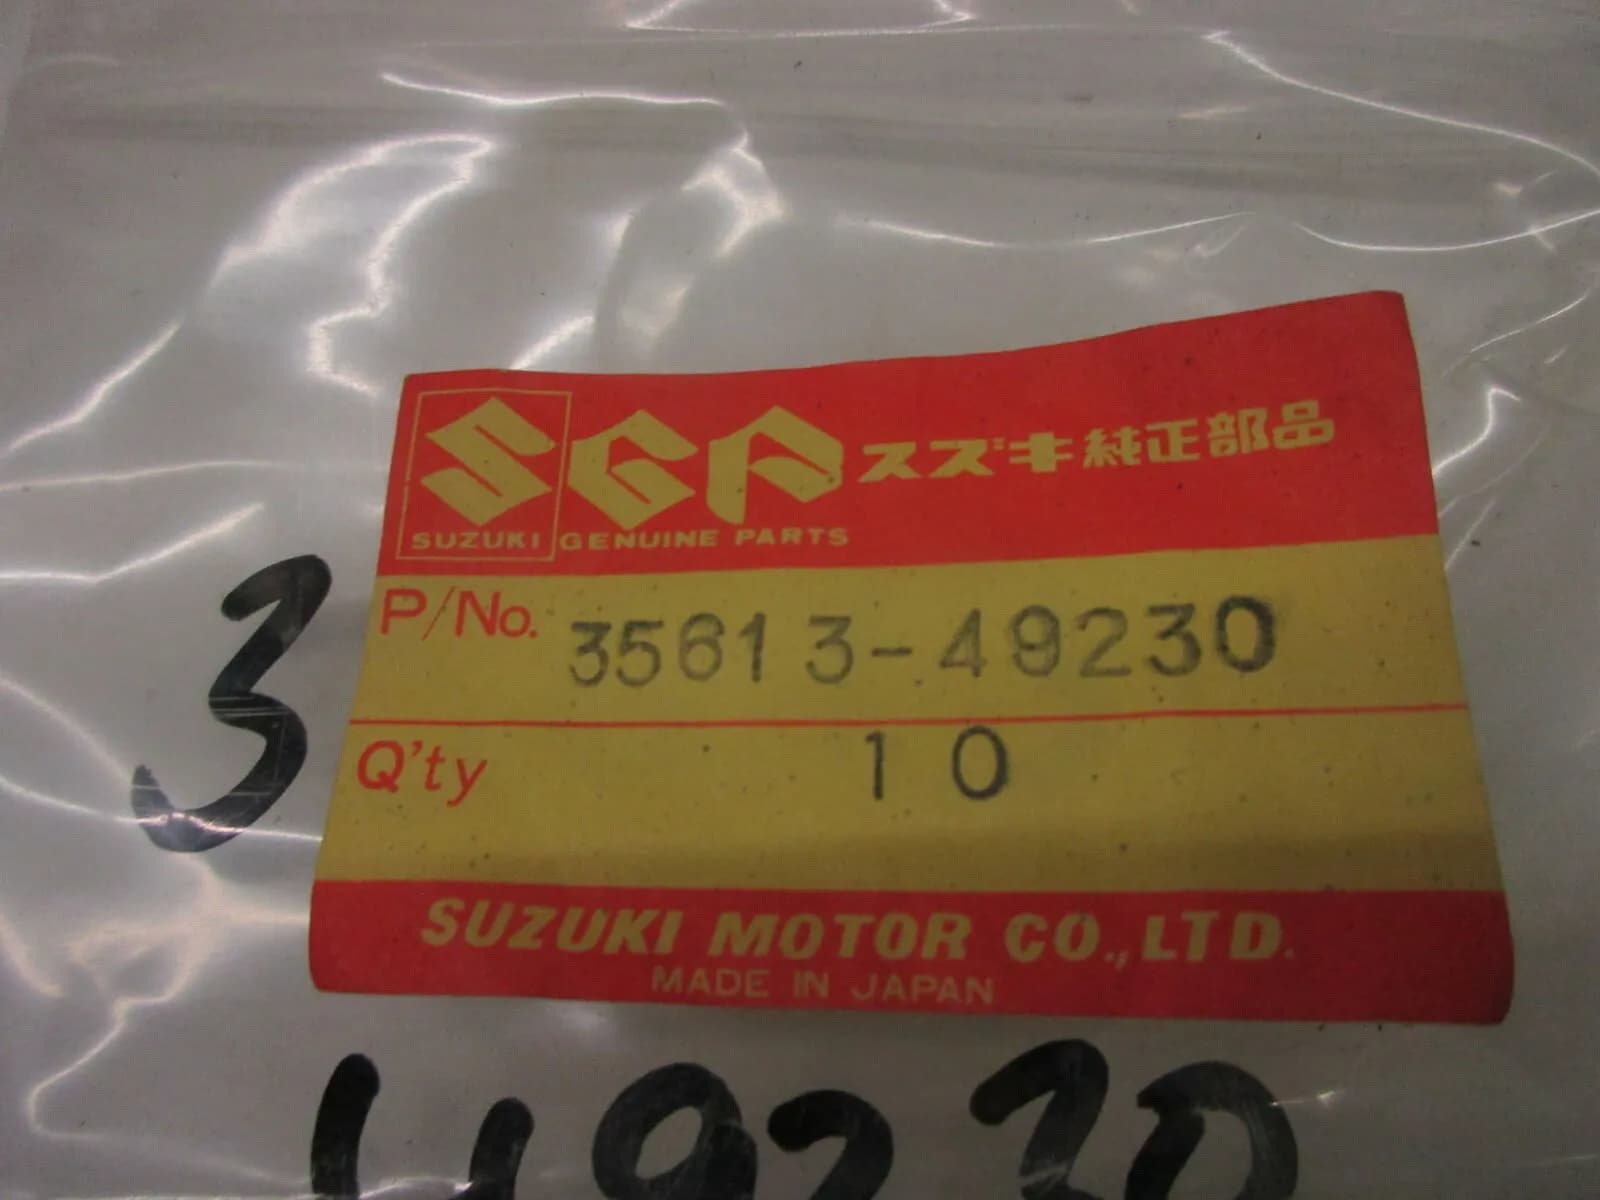 SGP スズキ純正部品
SUZUKI GENUINE PARTS
P/No. 35613-49230
3
Q'ty 10
SUZUKI MOTOR CO., LTD.
MADE IN JAPAN
49230